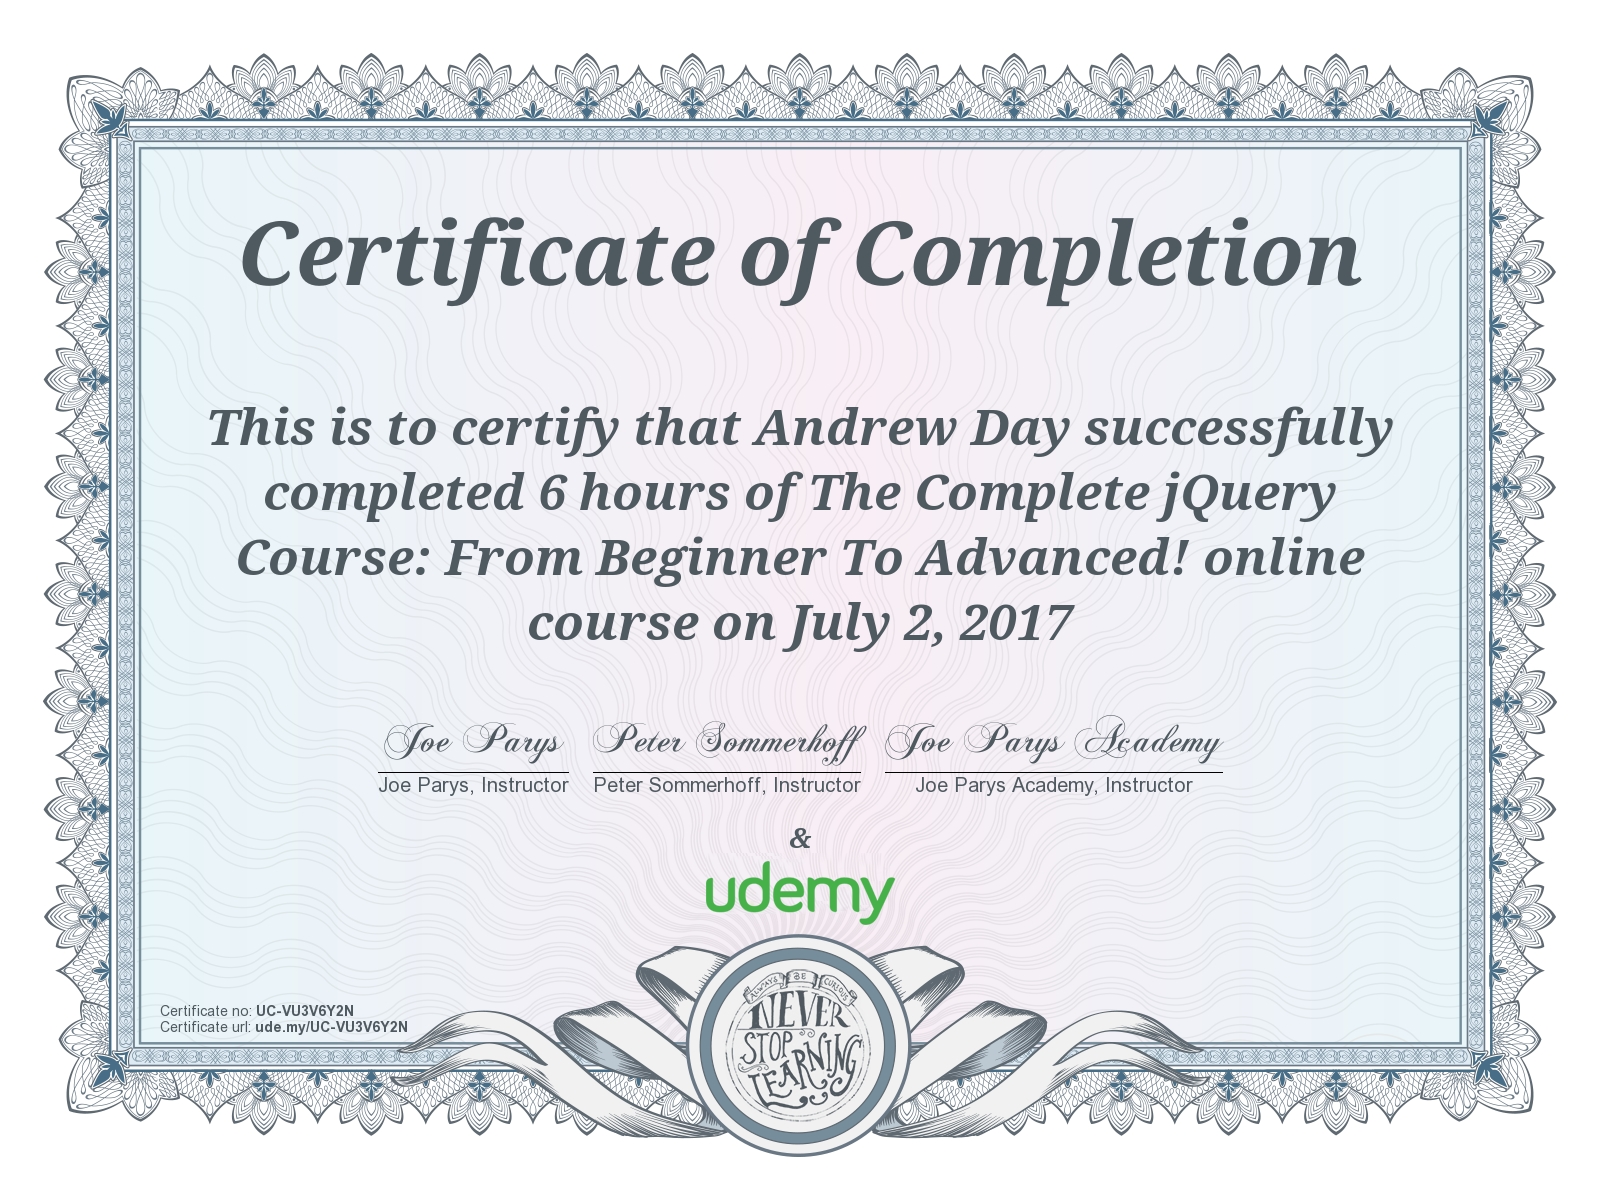 Certificate of Completion
This is to certify that Andrew Day successfully
completed 6 hours of The Complete jQuery
Course: From Beginner To Advanced! online
course on July 2, 2017
Joe Parys Peter Sommerhoff Joe Parys Academy
Joe Parys, Instructor Peter Sommerhoff, Instructor Joe Parys Academy, Instructor
&
udemy
ALWAYS BE CURIOUS
NEVER
STOP
LEARNING
Certificate no: UC-VU3V6Y2N
Certificate url: ude.my/UC-VU3V6Y2N